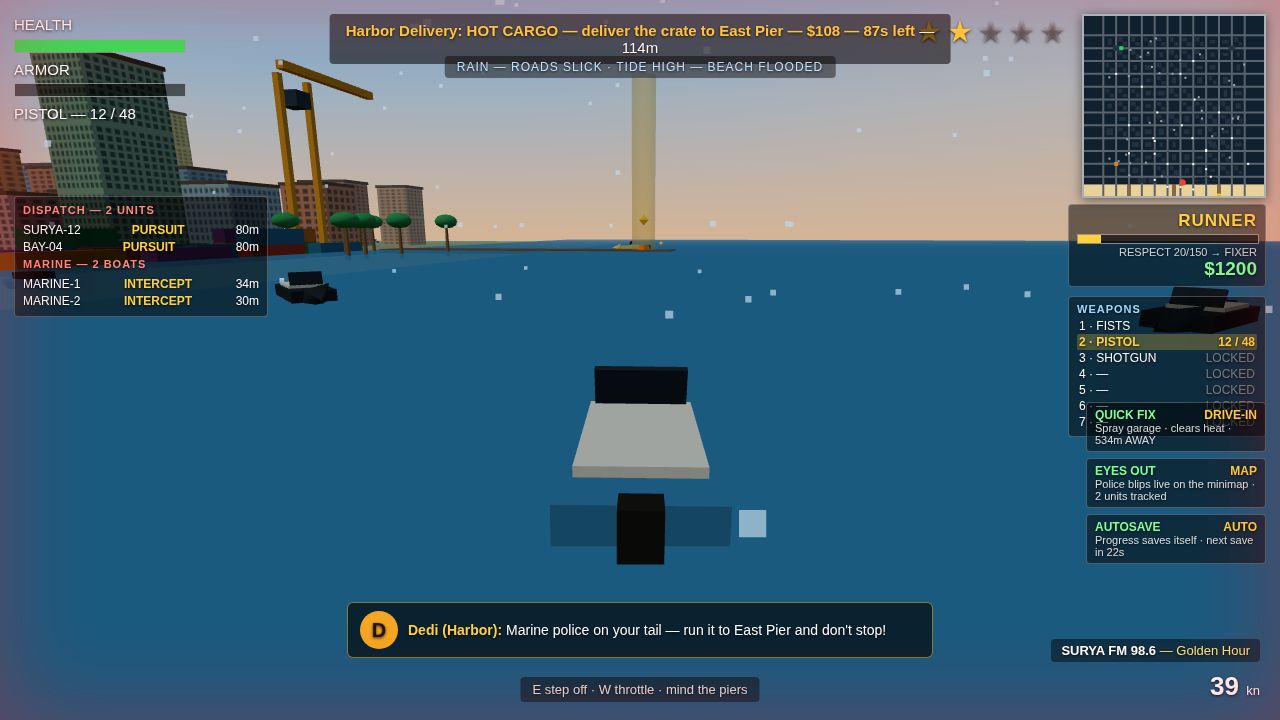 HEALTH
ARMOR
PISTOL — 12 / 48
Harbor Delivery: HOT CARGO — deliver the crate to East Pier — $108 — 87s left —
114m
RAIN — ROADS SLICK · TIDE HIGH — BEACH FLOODED
DISPATCH — 2 UNITS
SURYA-12 PURSUIT 80m
BAY-04 PURSUIT 80m
MARINE — 2 BOATS
MARINE-1 INTERCEPT 34m
MARINE-2 INTERCEPT 30m
RUNNER
RESPECT 20/150 → FIXER
$1200
WEAPONS
1 · FISTS
2 · PISTOL 12 / 48
3 · SHOTGUN LOCKED
4 · — LOCKED
5 · — LOCKED
6 · — LOCKED
7 ·
QUICK FIX DRIVE-IN
Spray garage · clears heat ·
534m AWAY
EYES OUT MAP
Police blips live on the minimap ·
2 units tracked
AUTOSAVE AUTO
Progress saves itself · next save
in 22s
D
Dedi (Harbor): Marine police on your tail — run it to East Pier and don't stop!
SURYA FM 98.6 — Golden Hour
E step off · W throttle · mind the piers
39 kn